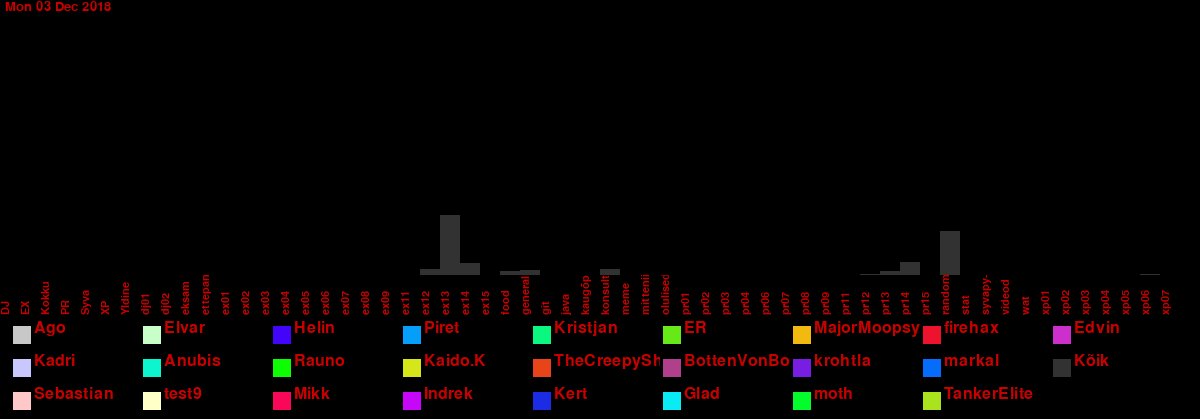 Mon 03 Dec 2018
DJ
EX
Kokku
PR
Syva
XP
Yldine
dj01
dj02
eksam
ettepan
ex01
ex02
ex03
ex04
ex05
ex06
ex07
ex08
ex09
ex11
ex12
ex13
ex14
ex15
food
general
git
java
kaugõp
konsult
meme
mittenii
olulised
pr01
pr02
pr03
pr04
pr06
pr07
pr08
pr09
pr11
pr12
pr13
pr14
pr15
random
stat
syvapy-
videod
wat
xp01
xp02
xp03
xp04
xp05
xp06
xp07
Ago Elvar Helin Piret Kristjan ER MajorMoopsy firehax Edvin
Kadri Anubis Rauno Kaido.K TheCreepySh BottenVonBo krohtla markal Kõik
Sebastian test9 Mikk Indrek Kert Glad moth TankerElite